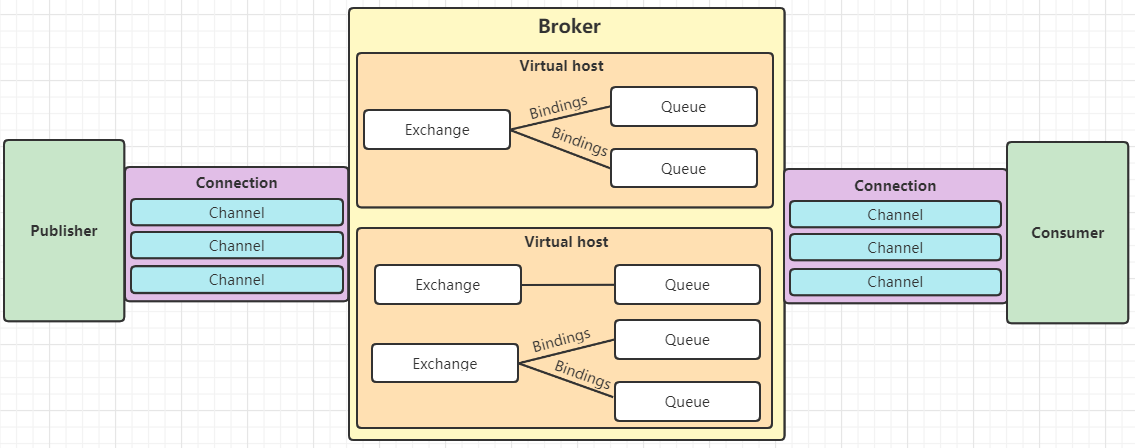 Broker
Virtual host
Exchange
Bindings
Bindings
Queue
Queue
Publisher
Connection
Channel
Channel
Channel
Virtual host
Exchange
Queue
Exchange
Bindings
Bindings
Queue
Queue
Connection
Channel
Channel
Channel
Consumer